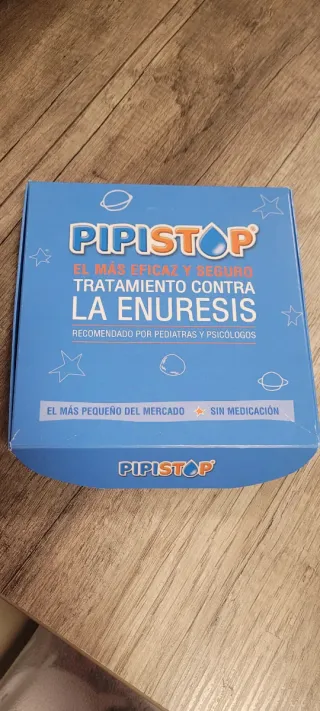 PIPISTOP®
EL MÁS EFICAZ Y SEGURO
TRATAMIENTO CONTRA
LA ENURESIS
RECOMENDADO POR PEDIATRAS Y PSICÓLOGOS
EL MÁS PEQUEÑO DEL MERCADO SIN MEDICACIÓN
PIPISTOP®